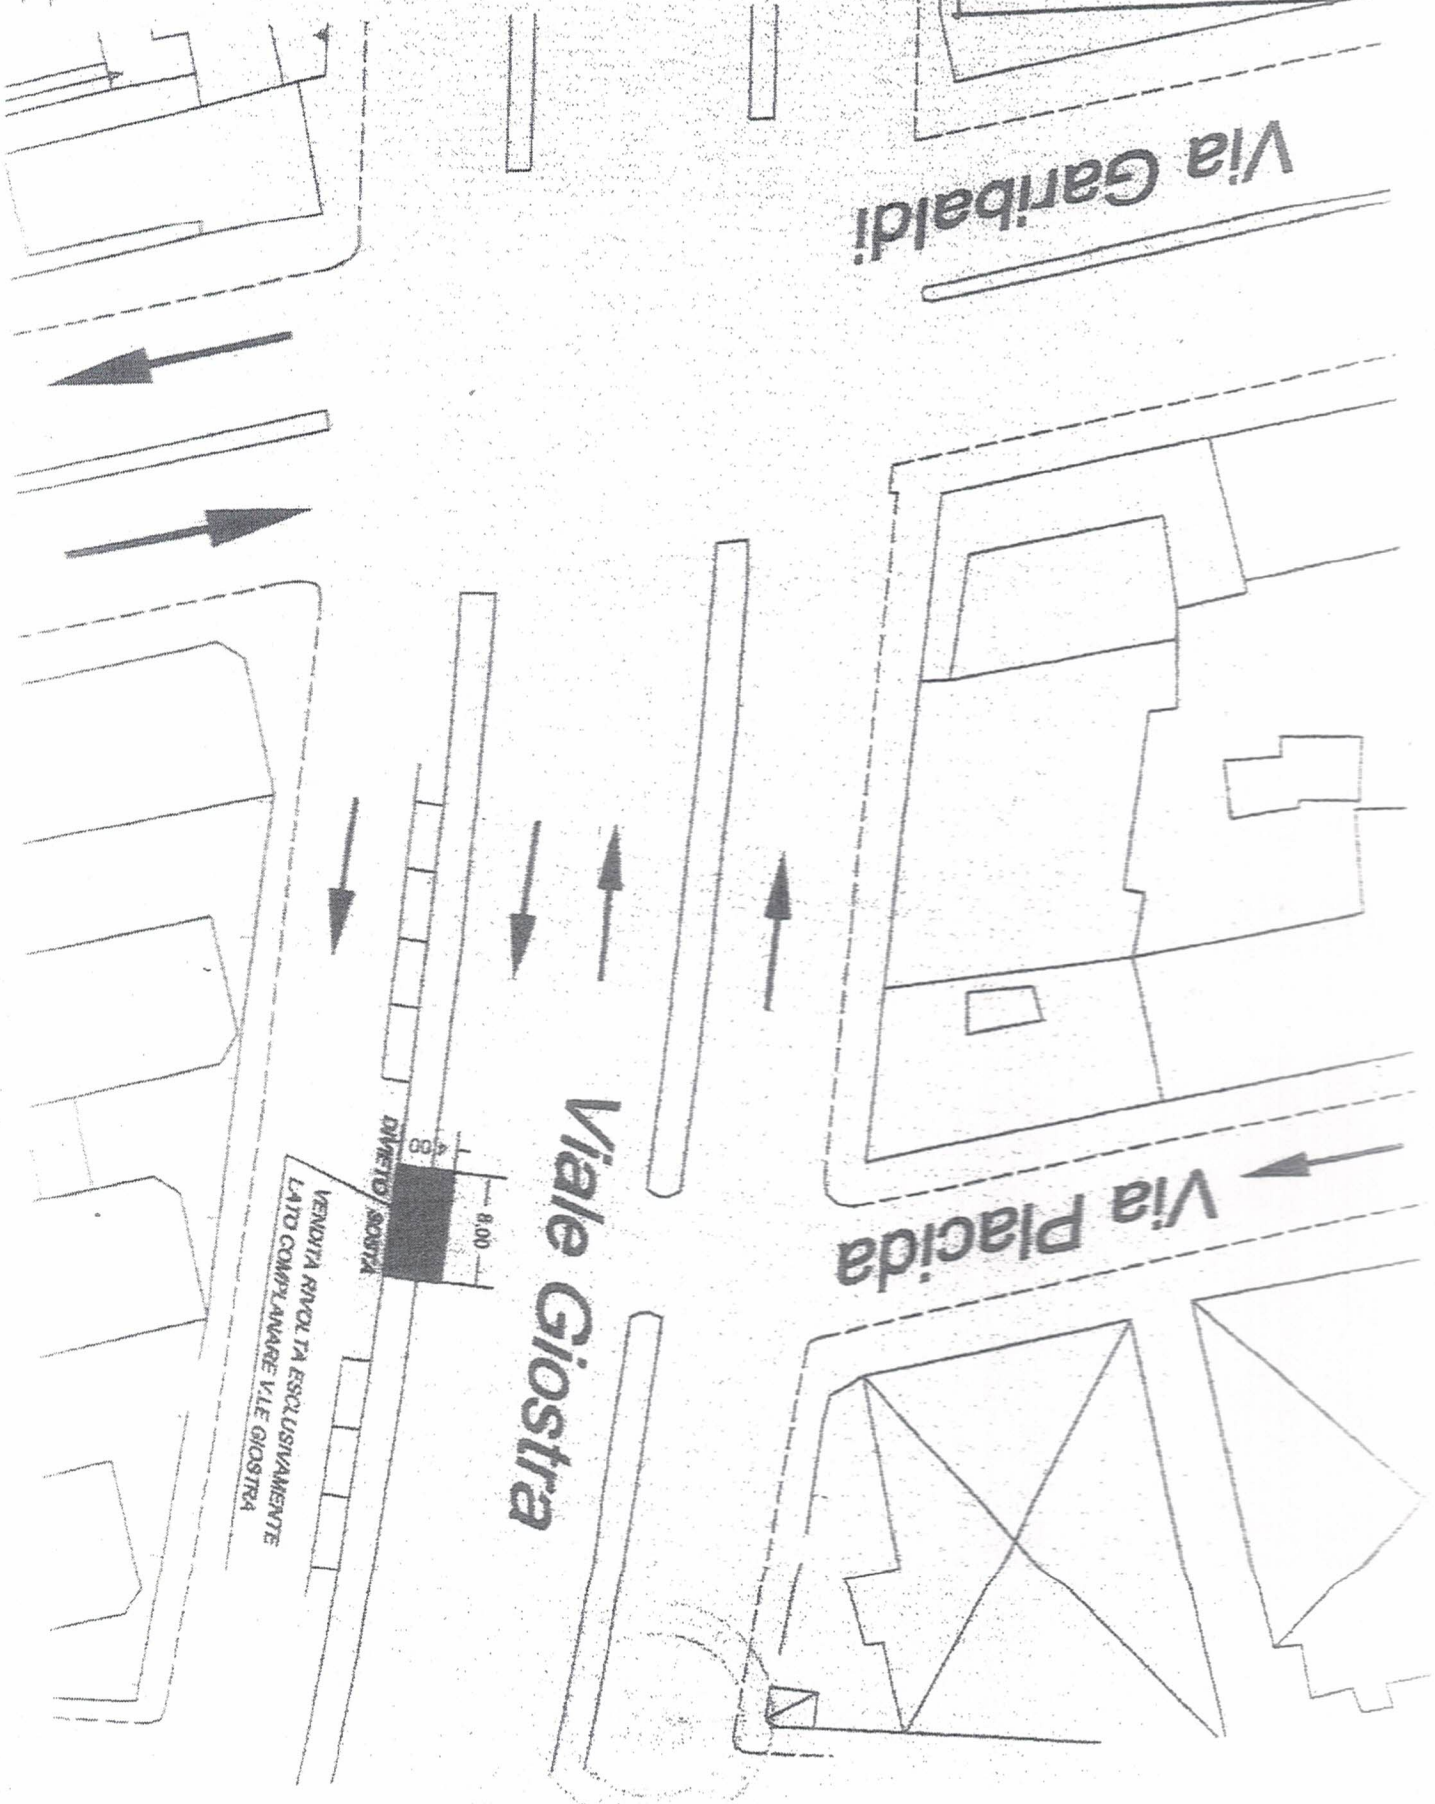 Via Garibaldi
Viale Giostra
Via Placida
DIVIETO SOSTA
4.00
8.00
VENDITA RIVOLTA ESCLUSIVAMENTE
LATO COMPLANARE V.LE GIOSTRA